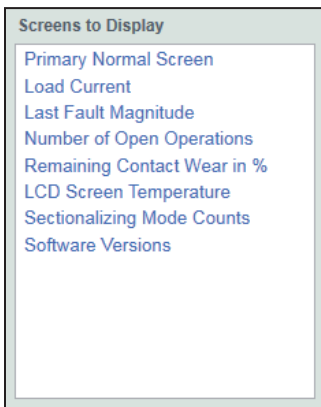 Screens to Display
Primary Normal Screen
Load Current
Last Fault Magnitude
Number of Open Operations
Remaining Contact Wear in %
LCD Screen Temperature
Sectionalizing Mode Counts
Software Versions